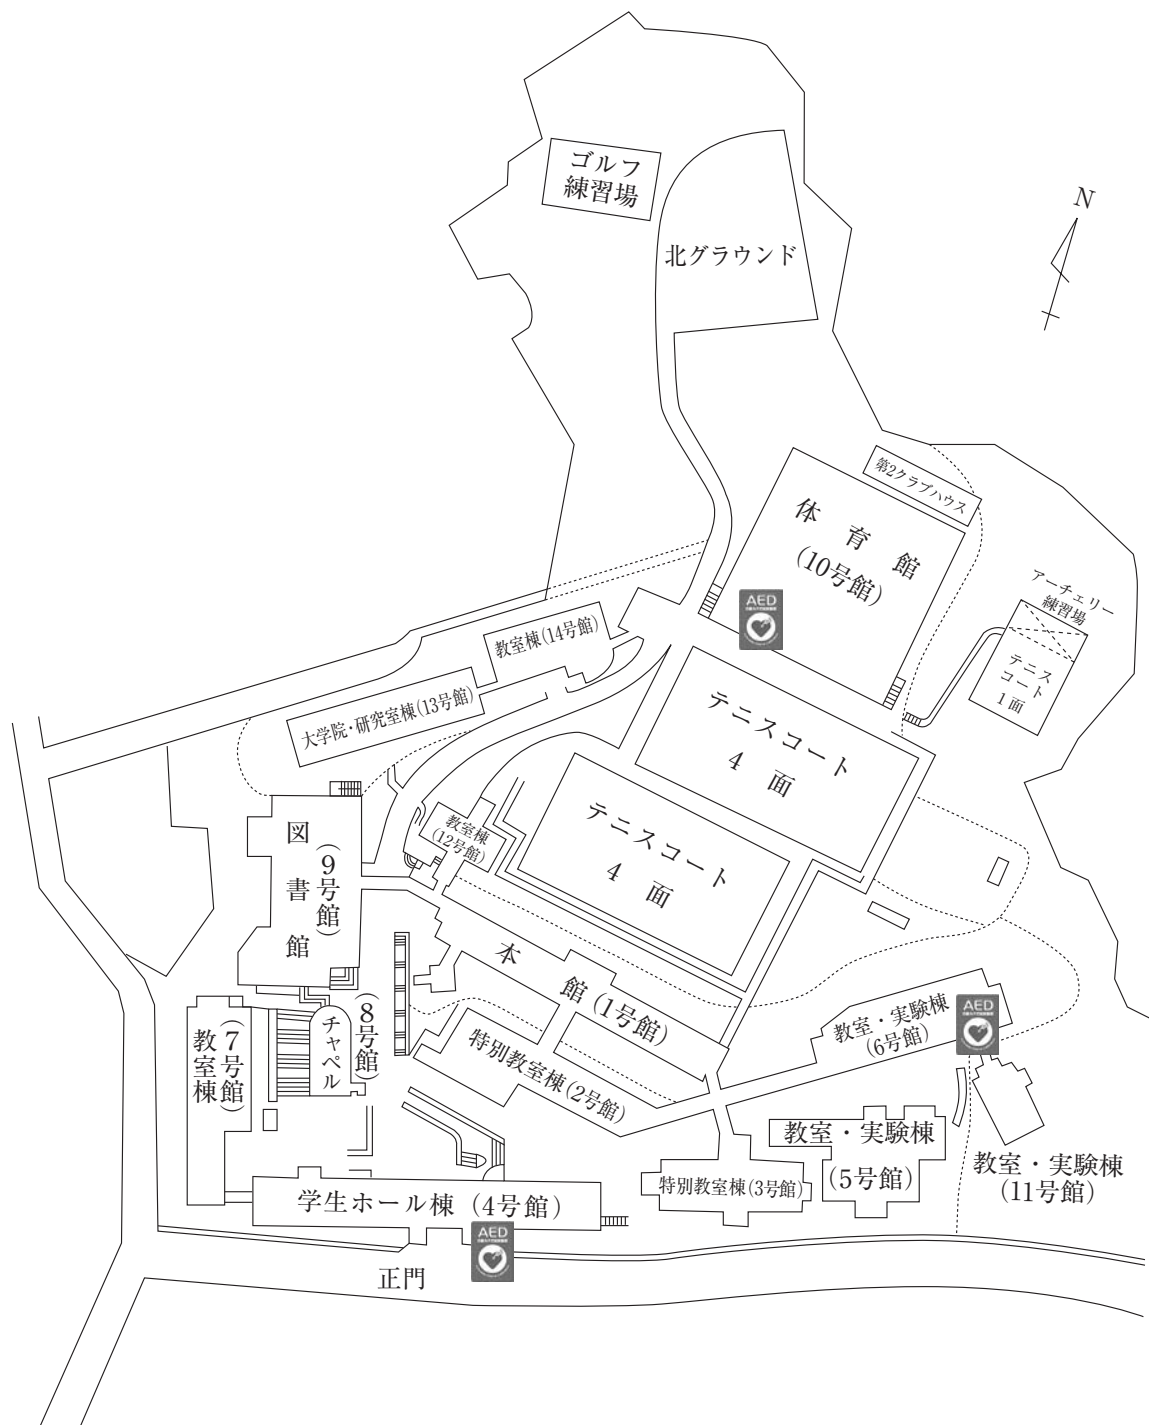 ゴルフ
練習場
北グラウンド
N
第2クラブハウス
体育館
(10号館)
AED
アーチェリー
練習場
テニス
コート
1面
教室棟(14号館)
大学院・研究室棟(13号館)
テニスコート
4面
テニスコート
4面
教室棟
(12号館)
図書館
(9号館)
本館(1号館)
チャペル
(8号館)
教室棟
(7号館)
特別教室棟(2号館)
教室・実験棟
(6号館)
AED
教室・実験棟
(5号館)
教室・実験棟
(11号館)
特別教室棟(3号館)
学生ホール棟(4号館)
AED
正門